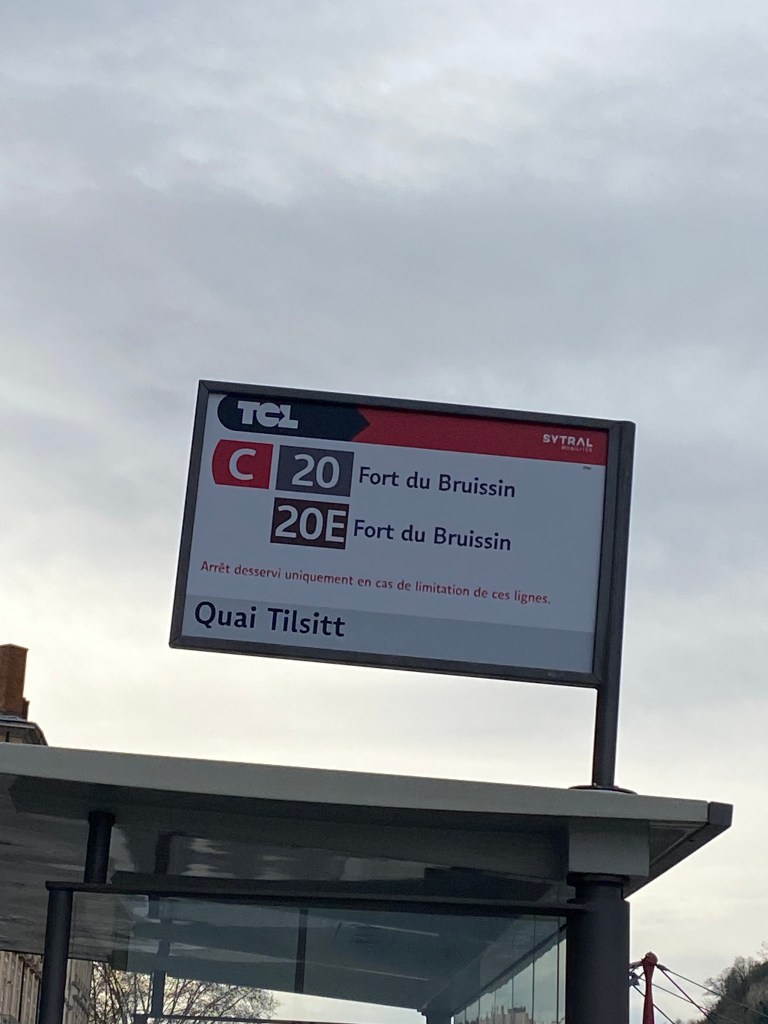 TCL
SYTRAL
MOBILITÉS
C 20 Fort du Bruissin
20E Fort du Bruissin
Arrêt desservi uniquement en cas de limitation de ces lignes.
Quai Tilsitt